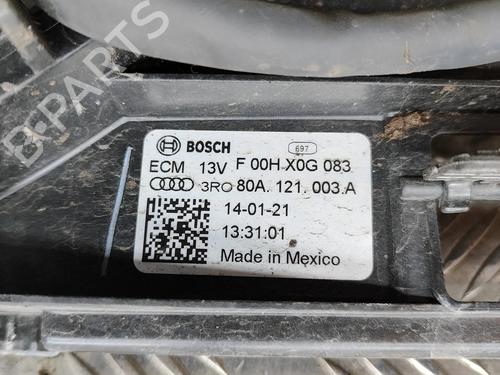 B-PARTS
BOSCH 697
ECM 13V F 00H X0G 083
3RO 80A. 121. 003. A
14-01-21
13:31:01
Made in Mexico